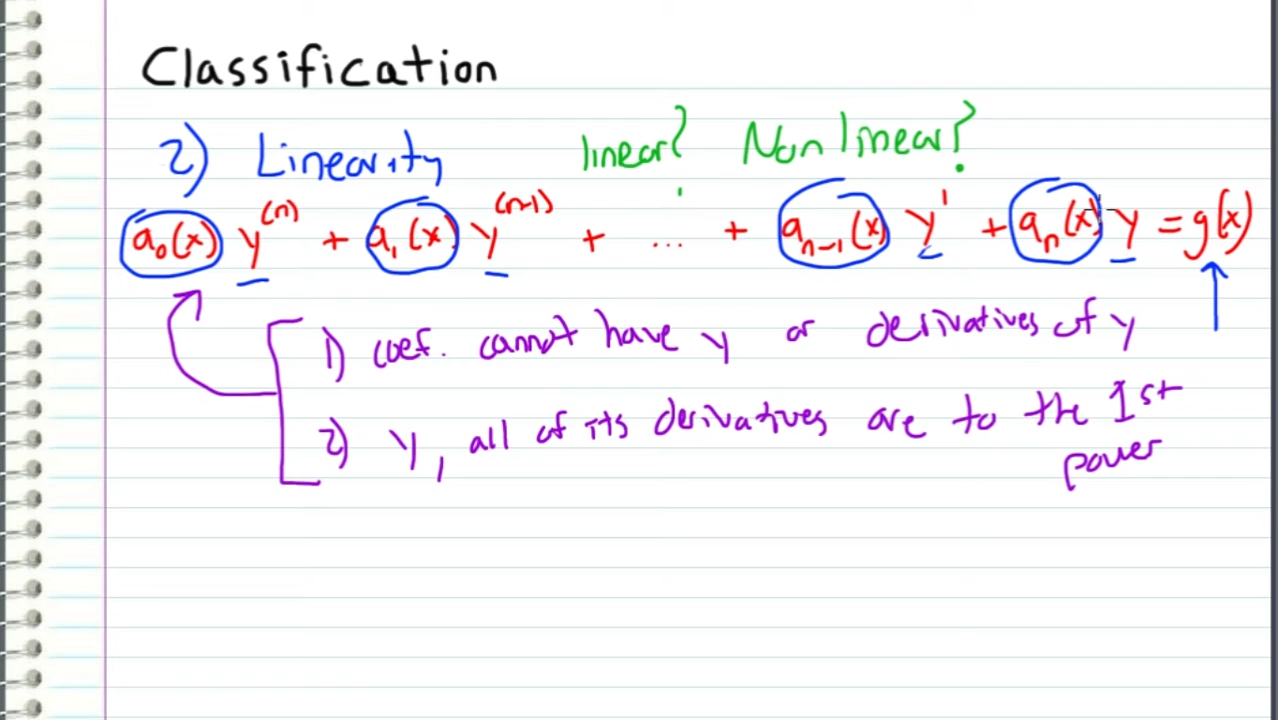 Classification
2) Linearity linear? Nonlinear?
a₀(x) y⁽ⁿ⁾ + a₁(x) y⁽ⁿ⁻¹⁾ + ... + aₙ₋₁(x) y' + aₙ(x) y = g(x)
1) coef. cannot have y or derivatives of y
2) y, all of its derivatives are to the 1st
power